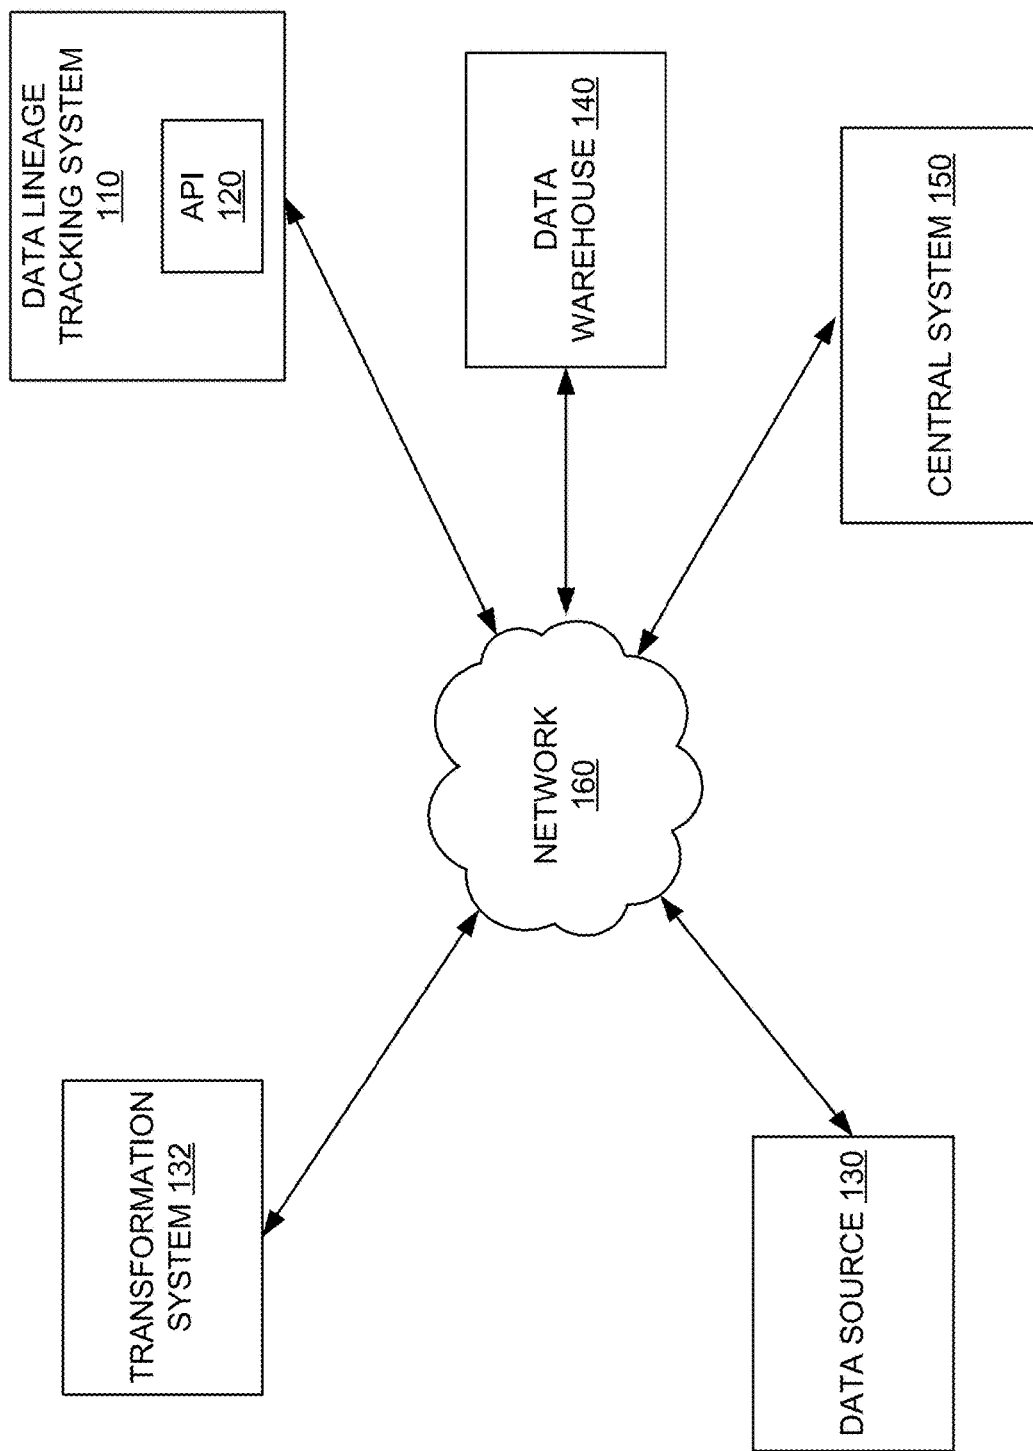 TRANSFORMATION
SYSTEM 132
DATA LINEAGE
TRACKING SYSTEM
110
API
120
NETWORK
160
DATA
WAREHOUSE 140
DATA SOURCE 130
CENTRAL SYSTEM 150